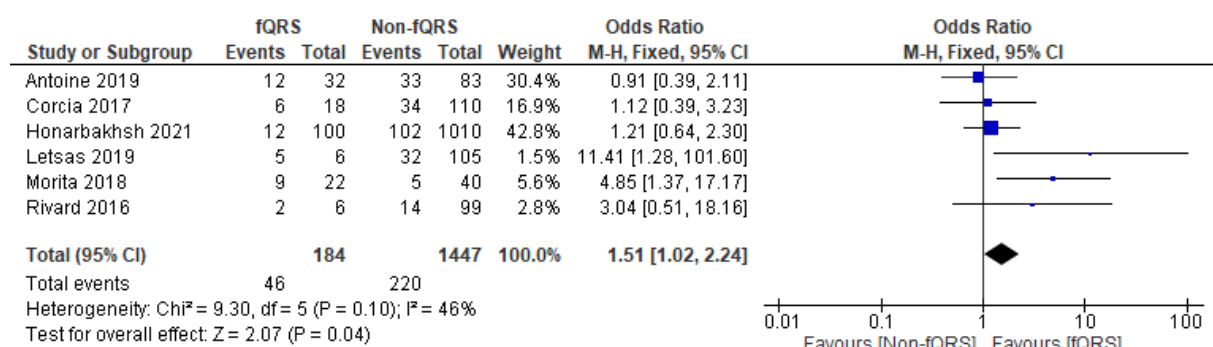 fQRS Non-fQRS Odds Ratio Odds Ratio
Study or Subgroup Events Total Events Total Weight M-H, Fixed, 95% CI M-H, Fixed, 95% CI
Antoine 2019 12 32 33 83 30.4% 0.91 [0.39, 2.11]
Corcia 2017 6 18 34 110 16.9% 1.12 [0.39, 3.23]
Honarbakhsh 2021 12 100 102 1010 42.8% 1.21 [0.64, 2.30]
Letsas 2019 5 6 32 105 1.5% 11.41 [1.28, 101.60]
Morita 2018 9 22 5 40 5.6% 4.85 [1.37, 17.17]
Rivard 2016 2 6 14 99 2.8% 3.04 [0.51, 18.16]
Total (95% CI) 184 1447 100.0% 1.51 [1.02, 2.24]
Total events 46 220
Heterogeneity: Chi² = 9.30, df = 5 (P = 0.10); I² = 46%
Test for overall effect: Z = 2.07 (P = 0.04)
0.01 0.1 1 10 100
Favours [Non-fQRS] Favours [fQRS]